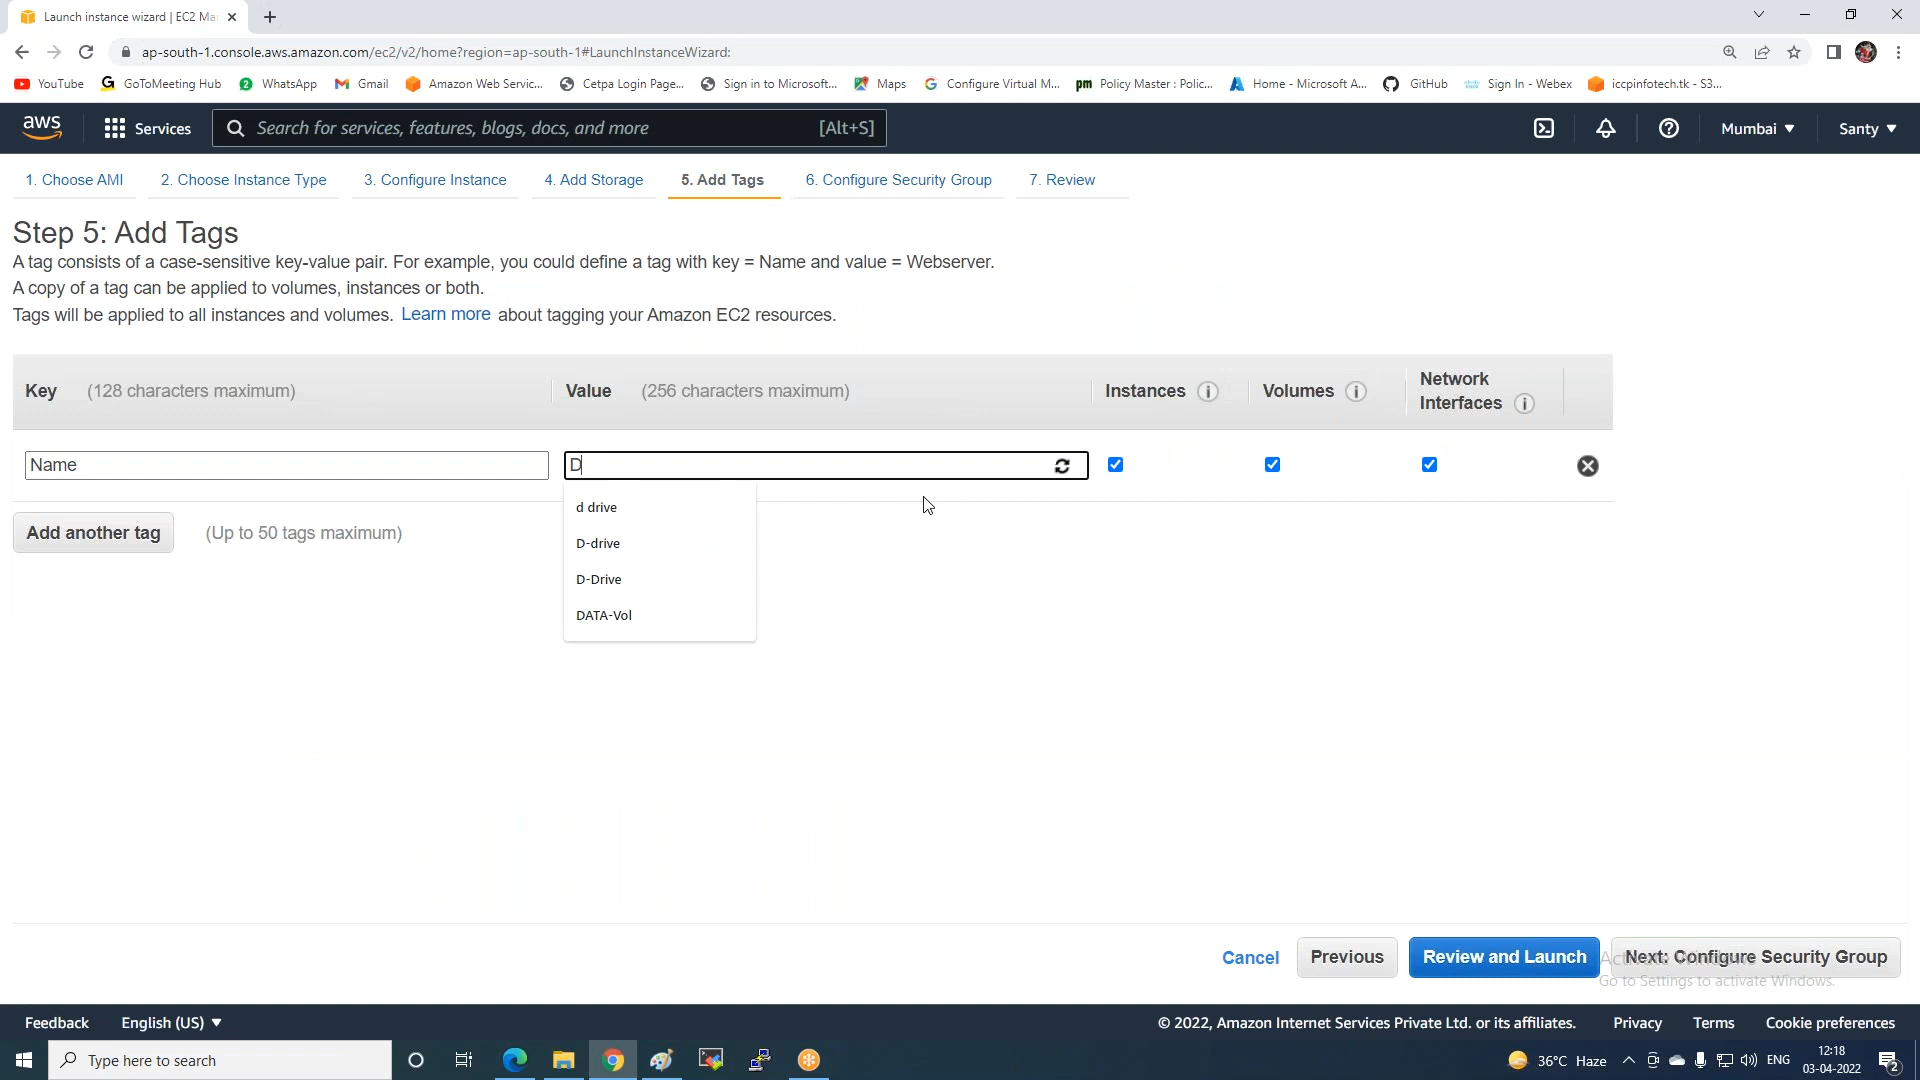 Launch instance wizard | EC2 Ma
ap-south-1.console.aws.amazon.com/ec2/v2/home?region=ap-south-1#LaunchInstanceWizard:
YouTube GoToMeeting Hub WhatsApp Gmail Amazon Web Servic... Cetpa Login Page... Sign in to Microsoft... Maps Configure Virtual M... pm Policy Master : Polic... Home - Microsoft A... GitHub Sign In - Webex iccpinfotech.tk - S3...
aws Services Search for services, features, blogs, docs, and more [Alt+S] Mumbai Santy
1. Choose AMI 2. Choose Instance Type 3. Configure Instance 4. Add Storage 5. Add Tags 6. Configure Security Group 7. Review
Step 5: Add Tags
A tag consists of a case-sensitive key-value pair. For example, you could define a tag with key = Name and value = Webserver.
A copy of a tag can be applied to volumes, instances or both.
Tags will be applied to all instances and volumes. Learn more about tagging your Amazon EC2 resources.
Key (128 characters maximum) Value (256 characters maximum) Instances Volumes Network Interfaces
Name D
d drive
D-drive
D-Drive
DATA-Vol
Add another tag (Up to 50 tags maximum)
Cancel Previous Review and Launch Next: Configure Security Group
Activate Windows
Go to Settings to activate Windows.
Feedback English (US) © 2022, Amazon Internet Services Private Ltd. or its affiliates. Privacy Terms Cookie preferences
Type here to search 36°C Haze ENG 12:18
03-04-2022 2